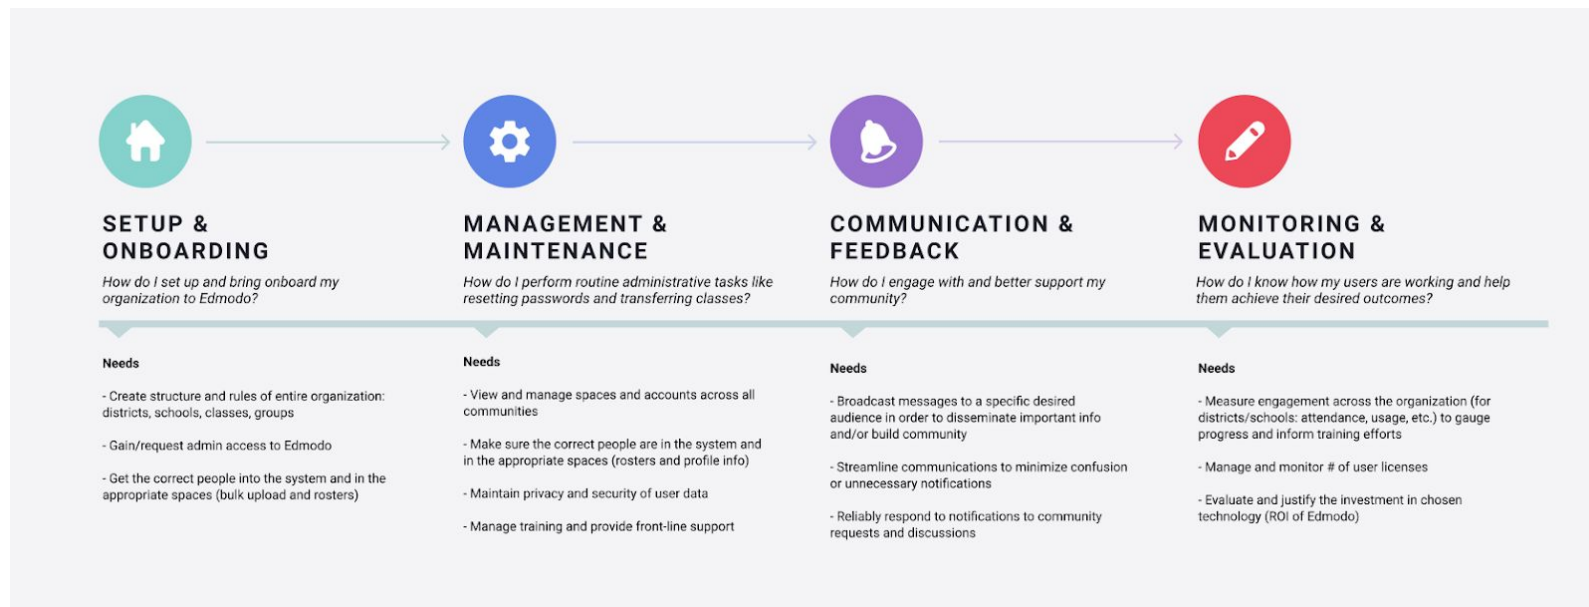 SETUP &
ONBOARDING
How do I set up and bring onboard my
organization to Edmodo?
Needs
- Create structure and rules of entire organization:
districts, schools, classes, groups
- Gain/request admin access to Edmodo
- Get the correct people into the system and in the
appropriate spaces (bulk upload and rosters)
MANAGEMENT &
MAINTENANCE
How do I perform routine administrative tasks like
resetting passwords and transferring classes?
Needs
- View and manage spaces and accounts across all
communities
- Make sure the correct people are in the system and
in the appropriate spaces (rosters and profile info)
- Maintain privacy and security of user data
- Manage training and provide front-line support
COMMUNICATION &
FEEDBACK
How do I engage with and better support my
community?
Needs
- Broadcast messages to a specific desired
audience in order to disseminate important info
and/or build community
- Streamline communications to minimize confusion
or unnecessary notifications
- Reliably respond to notifications to community
requests and discussions
MONITORING &
EVALUATION
How do I know how my users are working and help
them achieve their desired outcomes?
Needs
- Measure engagement across the organization (for
districts/schools: attendance, usage, etc.) to gauge
progress and inform training efforts
- Manage and monitor # of user licenses
- Evaluate and justify the investment in chosen
technology (ROI of Edmodo)